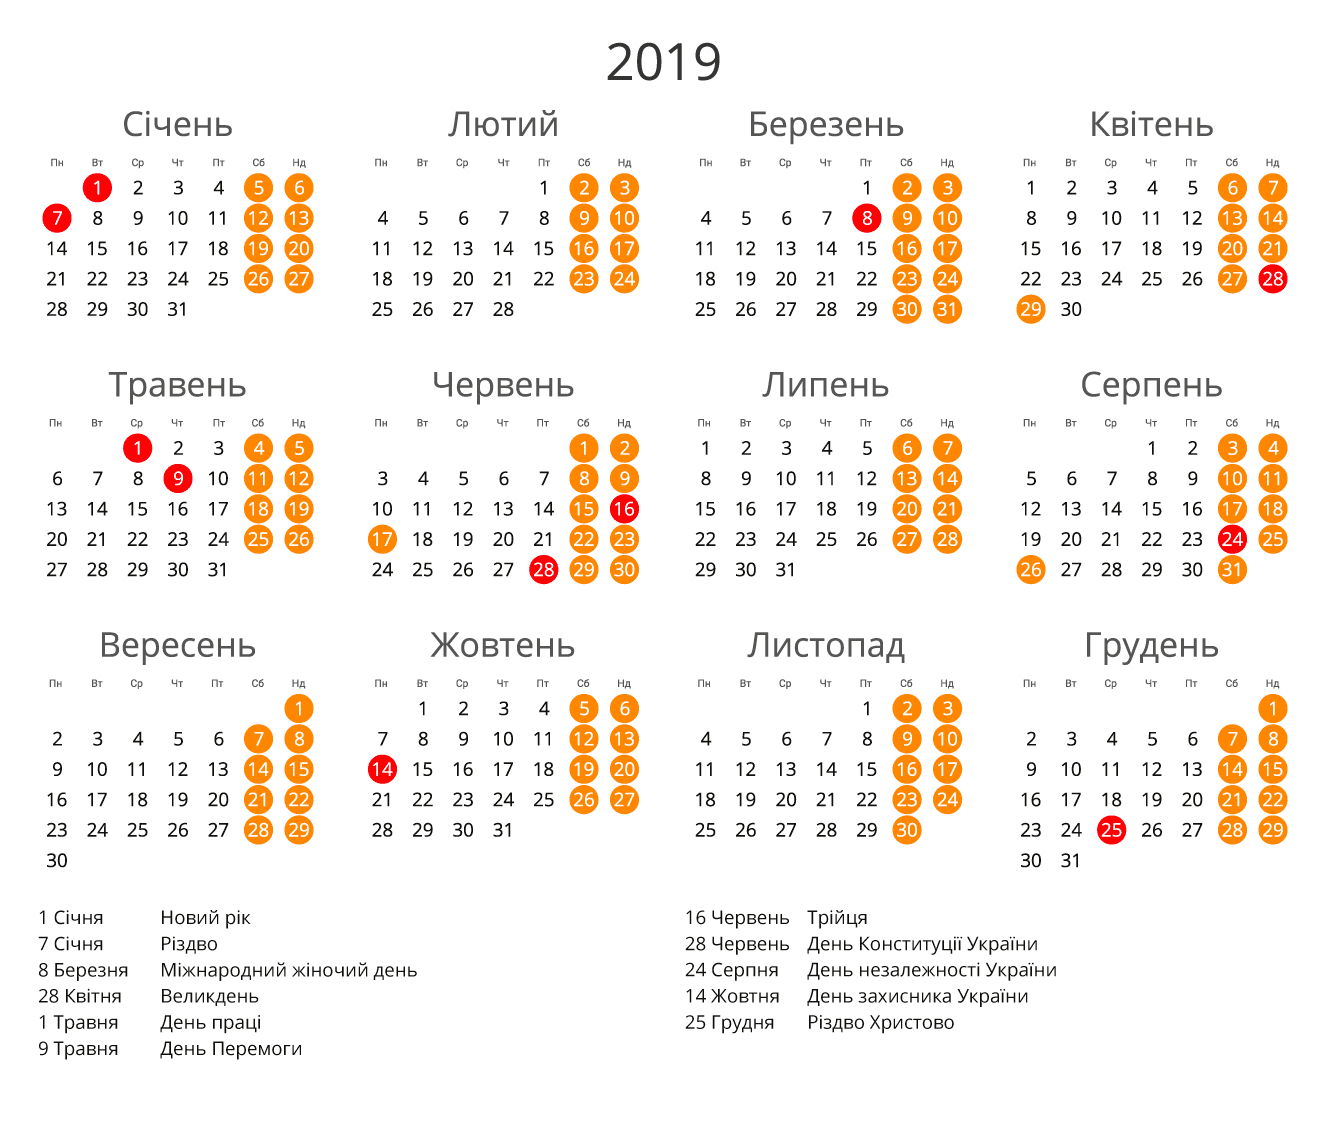 2019
Січень Лютий Березень Квітень
Пн Вт Ср Чт Пт Сб Нд Пн Вт Ср Чт Пт Сб Нд Пн Вт Ср Чт Пт Сб Нд Пн Вт Ср Чт Пт Сб Нд
1 2 3 4 5 6 1 2 3 1 2 3 1 2 3 4 5 6 7
7 8 9 10 11 12 13 4 5 6 7 8 9 10 4 5 6 7 8 9 10 8 9 10 11 12 13 14
14 15 16 17 18 19 20 11 12 13 14 15 16 17 11 12 13 14 15 16 17 15 16 17 18 19 20 21
21 22 23 24 25 26 27 18 19 20 21 22 23 24 18 19 20 21 22 23 24 22 23 24 25 26 27 28
28 29 30 31 25 26 27 28 25 26 27 28 29 30 31 29 30
Травень Червень Липень Серпень
Пн Вт Ср Чт Пт Сб Нд Пн Вт Ср Чт Пт Сб Нд Пн Вт Ср Чт Пт Сб Нд Пн Вт Ср Чт Пт Сб Нд
1 2 3 4 5 1 2 1 2 3 4 5 6 7 1 2 3 4
6 7 8 9 10 11 12 3 4 5 6 7 8 9 8 9 10 11 12 13 14 5 6 7 8 9 10 11
13 14 15 16 17 18 19 10 11 12 13 14 15 16 15 16 17 18 19 20 21 12 13 14 15 16 17 18
20 21 22 23 24 25 26 17 18 19 20 21 22 23 22 23 24 25 26 27 28 19 20 21 22 23 24 25
27 28 29 30 31 24 25 26 27 28 29 30 29 30 31 26 27 28 29 30 31
Вересень Жовтень Листопад Грудень
Пн Вт Ср Чт Пт Сб Нд Пн Вт Ср Чт Пт Сб Нд Пн Вт Ср Чт Пт Сб Нд Пн Вт Ср Чт Пт Сб Нд
1 1 2 3 4 5 6 1 2 3 1
2 3 4 5 6 7 8 7 8 9 10 11 12 13 4 5 6 7 8 9 10 2 3 4 5 6 7 8
9 10 11 12 13 14 15 14 15 16 17 18 19 20 11 12 13 14 15 16 17 9 10 11 12 13 14 15
16 17 18 19 20 21 22 21 22 23 24 25 26 27 18 19 20 21 22 23 24 16 17 18 19 20 21 22
23 24 25 26 27 28 29 28 29 30 31 25 26 27 28 29 30 23 24 25 26 27 28 29
30 30 31
1 Січня Новий рік
7 Січня Різдво
8 Березня Міжнародний жіночий день
28 Квітня Великдень
1 Травня День праці
9 Травня День Перемоги
16 Червень Трійця
28 Червень День Конституції України
24 Серпня День незалежності України
14 Жовтня День захисника України
25 Грудня Різдво Христово